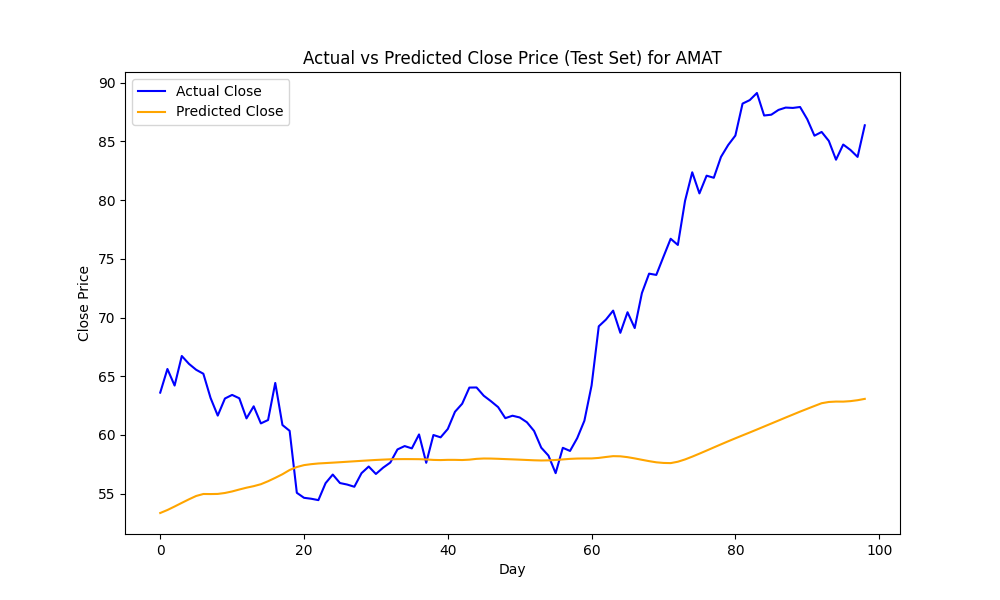 Actual vs Predicted Close Price (Test Set) for AMAT
Actual Close
Predicted Close
90
85
80
75
70
65
60
55
Close Price
0 20 40 60 80 100
Day